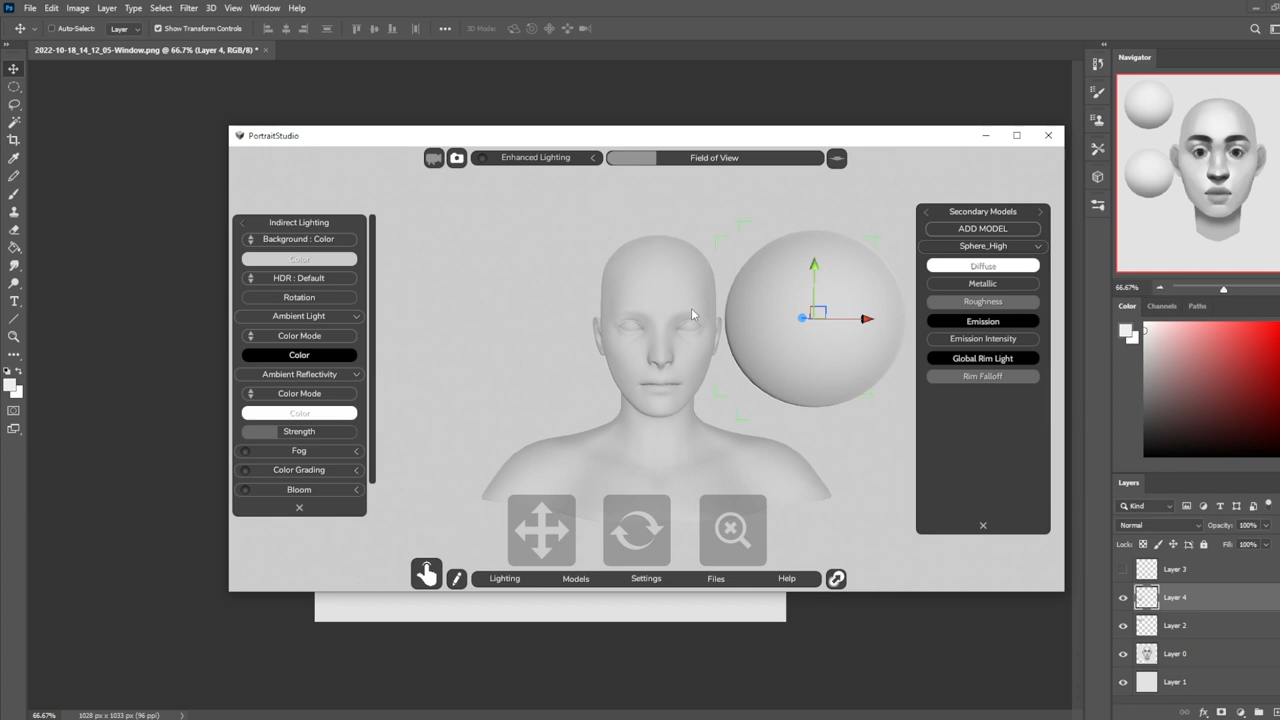 Ps File Edit Image Layer Type Select Filter 3D View Window Help
Auto-Select: Layer Show Transform Controls 3D Mode:
2022-10-18_14_12_05-Window.png @ 66.7% (Layer 4, RGB/8) *
PortraitStudio
Enhanced Lighting
Field of View
Indirect Lighting
Background : Color
Color
HDR : Default
Rotation
Ambient Light
Color Mode
Color
Ambient Reflectivity
Color Mode
Color
Strength
Fog
Color Grading
Bloom
Secondary Models
ADD MODEL
Sphere_High
Diffuse
Metallic
Roughness
Emission
Emission Intensity
Global Rim Light
Rim Falloff
Lighting Models Settings Files Help
Navigator
66.67%
Color Channels Paths
Layers
Kind
Normal Opacity: 100%
Lock: Fill: 100%
Layer 3
Layer 4
Layer 2
Layer 0
Layer 1
66.67% 1028 px x 1033 px (96 ppi)